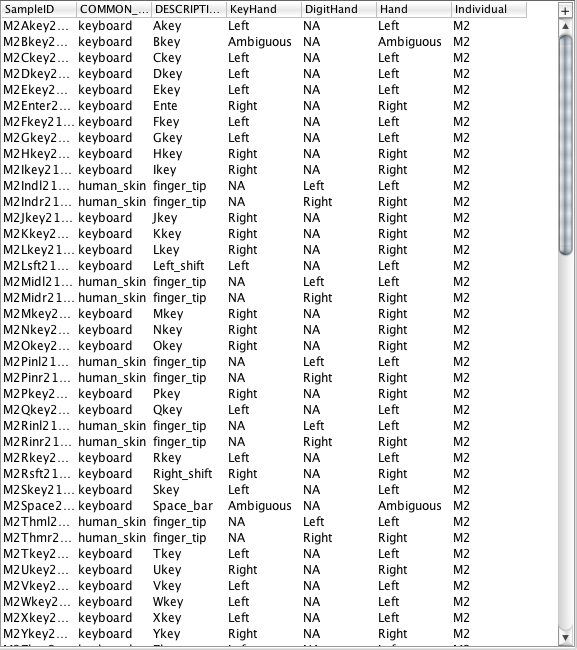 SampleID COMMON_... DESCRIPTI... KeyHand DigitHand Hand Individual
M2Akey2... keyboard Akey Left NA Left M2
M2Bkey2... keyboard Bkey Ambiguous NA Ambiguous M2
M2Ckey2... keyboard Ckey Left NA Left M2
M2Dkey2... keyboard Dkey Left NA Left M2
M2Ekey2... keyboard Ekey Left NA Left M2
M2Enter2... keyboard Ente Right NA Right M2
M2Fkey21... keyboard Fkey Left NA Left M2
M2Gkey2... keyboard Gkey Left NA Left M2
M2Hkey2... keyboard Hkey Right NA Right M2
M2Ikey21... keyboard Ikey Right NA Right M2
M2Indl21... human_skin finger_tip NA Left Left M2
M2Indr21... human_skin finger_tip NA Right Right M2
M2Jkey21... keyboard Jkey Right NA Right M2
M2Kkey2... keyboard Kkey Right NA Right M2
M2Lkey21... keyboard Lkey Right NA Right M2
M2Lsft21... keyboard Left_shift Left NA Left M2
M2Midl21... human_skin finger_tip NA Left Left M2
M2Midr21... human_skin finger_tip NA Right Right M2
M2Mkey2... keyboard Mkey Right NA Right M2
M2Nkey2... keyboard Nkey Right NA Right M2
M2Okey2... keyboard Okey Right NA Right M2
M2Pinl21... human_skin finger_tip NA Left Left M2
M2Pinr21... human_skin finger_tip NA Right Right M2
M2Pkey2... keyboard Pkey Right NA Right M2
M2Qkey2... keyboard Qkey Left NA Left M2
M2Rinl21... human_skin finger_tip NA Left Left M2
M2Rinr21... human_skin finger_tip NA Right Right M2
M2Rkey2... keyboard Rkey Left NA Left M2
M2Rsft21... keyboard Right_shift Right NA Right M2
M2Skey21... keyboard Skey Left NA Left M2
M2Space2... keyboard Space_bar Ambiguous NA Ambiguous M2
M2Thml2... human_skin finger_tip NA Left Left M2
M2Thmr2... human_skin finger_tip NA Right Right M2
M2Tkey2... keyboard Tkey Left NA Left M2
M2Ukey2... keyboard Ukey Right NA Right M2
M2Vkey2... keyboard Vkey Left NA Left M2
M2Wkey2... keyboard Wkey Left NA Left M2
M2Xkey2... keyboard Xkey Left NA Left M2
M2Ykey2... keyboard Ykey Right NA Right M2